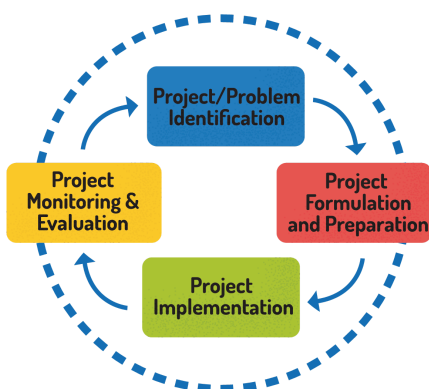 Project/Problem
Identification
Project
Formulation
and Preparation
Project
Implementation
Project
Monitoring &
Evaluation